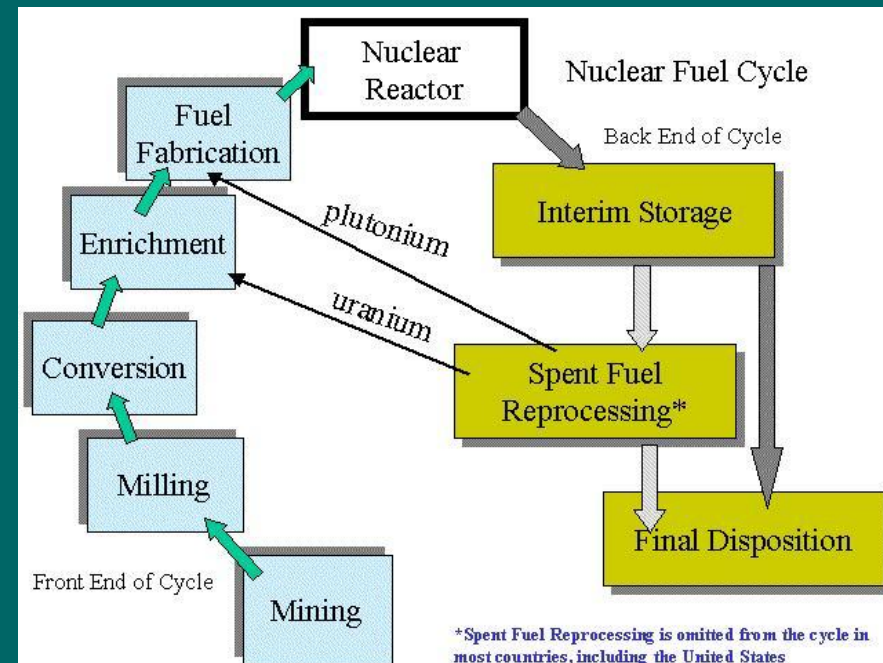 Nuclear
Reactor
Nuclear Fuel Cycle
Fuel
Fabrication
Back End of Cycle
Interim Storage
plutonium
Enrichment
uranium
Conversion
Spent Fuel
Reprocessing*
Milling
Final Disposition
Front End of Cycle
Mining
*Spent Fuel Reprocessing is omitted from the cycle in
most countries, including the United States